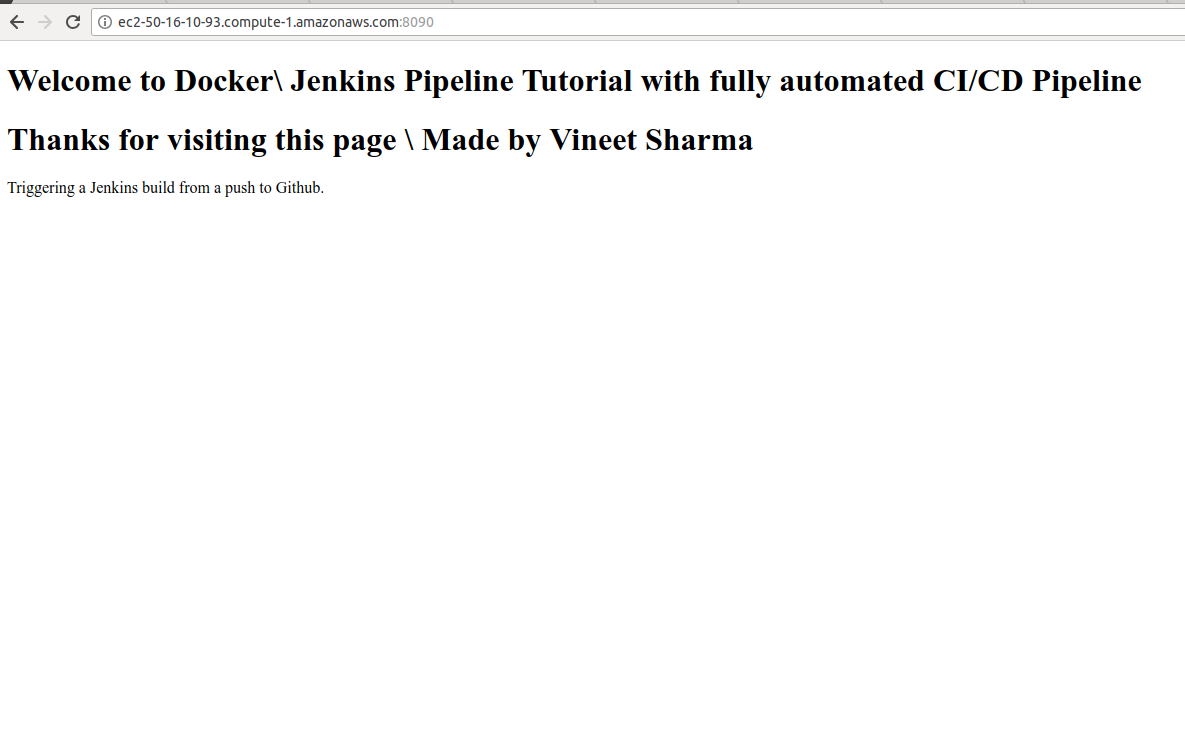 ec2-50-16-10-93.compute-1.amazonaws.com:8090
Welcome to Docker\ Jenkins Pipeline Tutorial with fully automated CI/CD Pipeline
Thanks for visiting this page \ Made by Vineet Sharma
Triggering a Jenkins build from a push to Github.